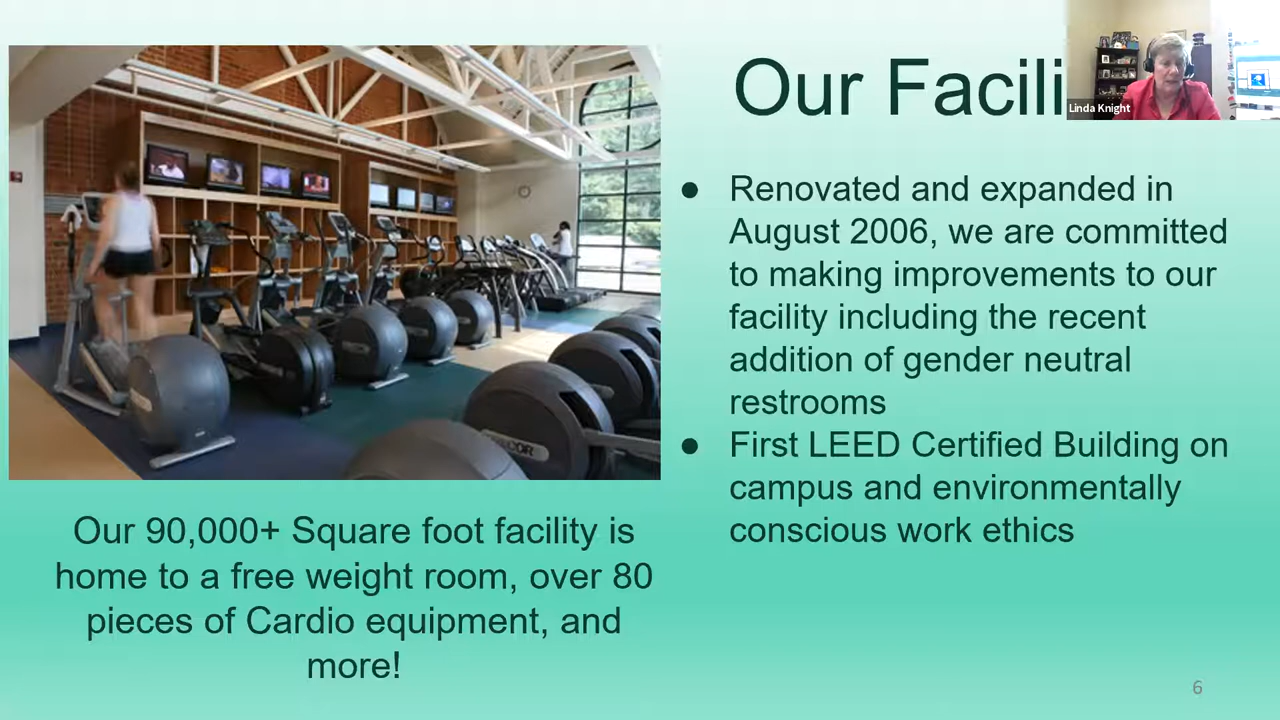 Our Facili
Linda Knight
● Renovated and expanded in
August 2006, we are committed
to making improvements to our
facility including the recent
addition of gender neutral
restrooms
● First LEED Certified Building on
campus and environmentally
conscious work ethics
Our 90,000+ Square foot facility is
home to a free weight room, over 80
pieces of Cardio equipment, and
more!
6